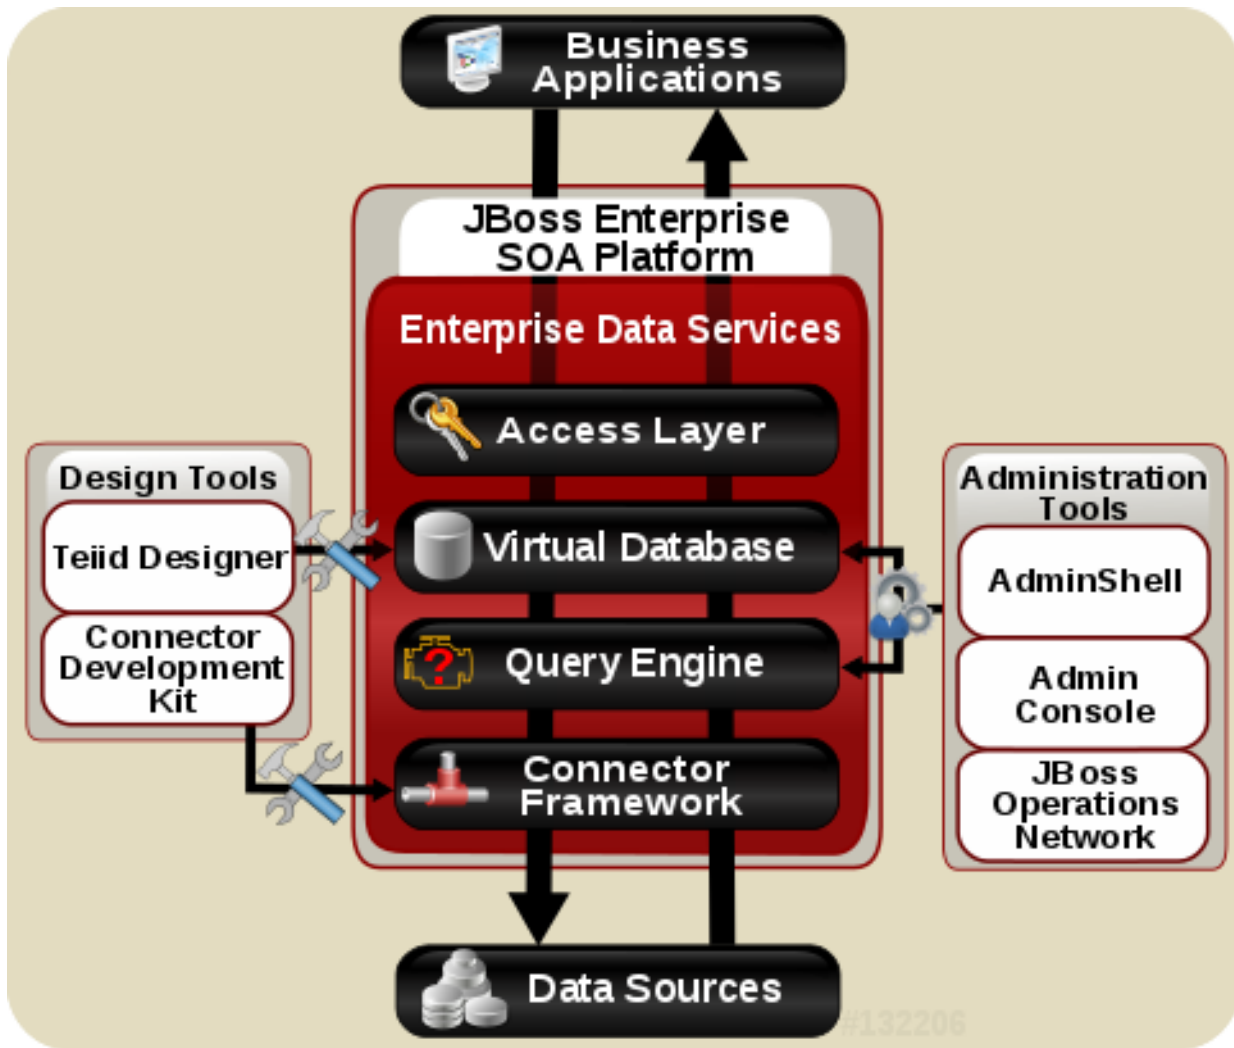 Business
Applications
JBoss Enterprise
SOA Platform
Enterprise Data Services
Access Layer
Virtual Database
Query Engine
?
Connector
Framework
Data Sources
Design Tools
Teiid Designer
Connector
Development
Kit
Administration
Tools
AdminShell
Admin
Console
JBoss
Operations
Network
#132206